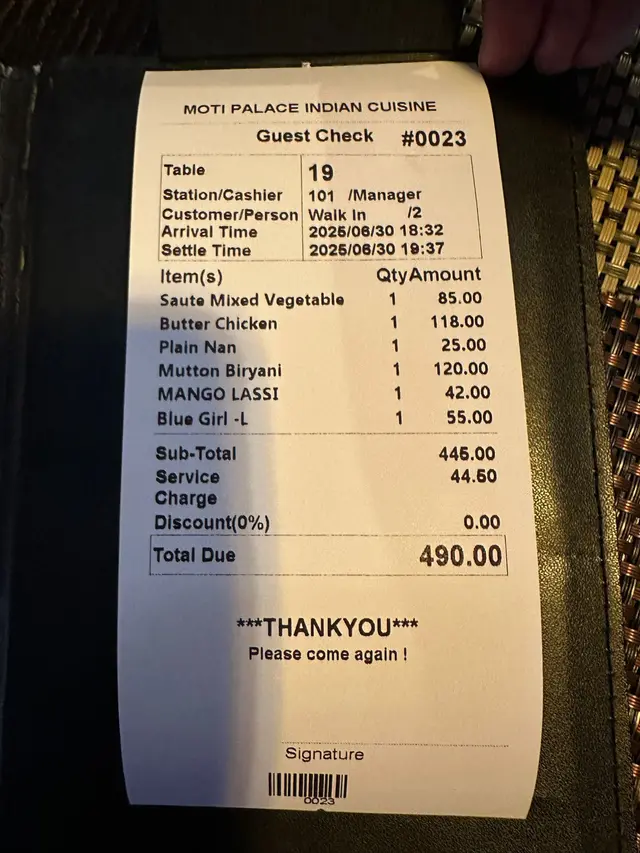 MOTI PALACE INDIAN CUISINE
Guest Check #0023
Table 19
Station/Cashier 101 /Manager
Customer/Person Walk In /2
Arrival Time 2025/06/30 18:32
Settle Time 2025/06/30 19:37
Item(s) Qty Amount
Saute Mixed Vegetable 1 85.00
Butter Chicken 1 118.00
Plain Nan 1 25.00
Mutton Biryani 1 120.00
MANGO LASSI 1 42.00
Blue Girl -L 1 55.00
Sub-Total 445.00
Service 44.50
Charge
Discount(0%) 0.00
Total Due 490.00
***THANKYOU***
Please come again !
Signature
0023